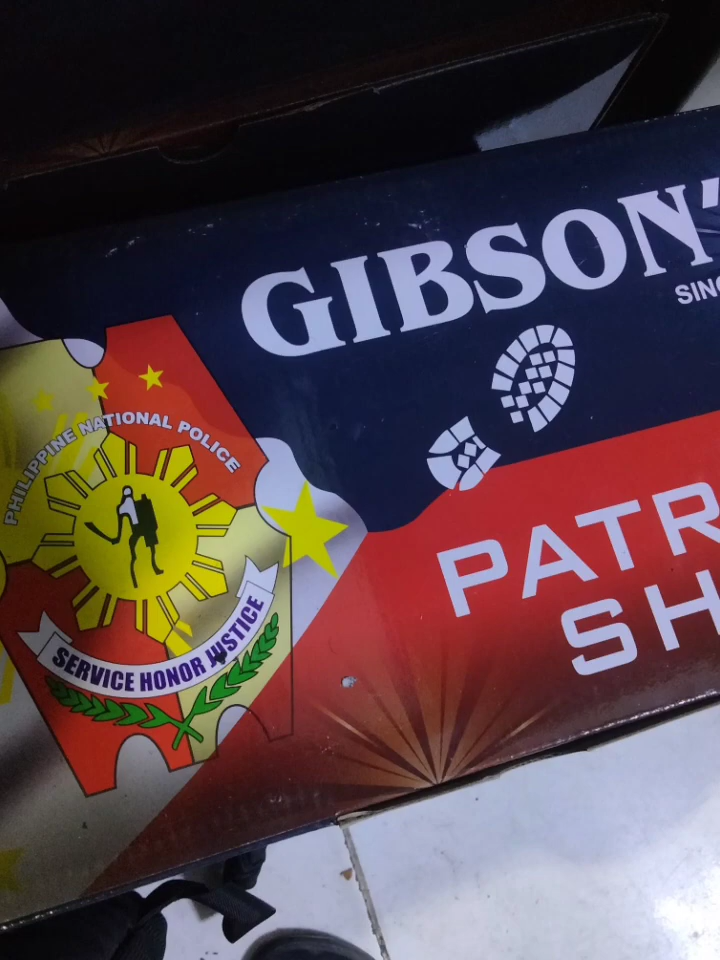 GIBSON'
SINC
PHILIPPINE NATIONAL POLICE
PATR
SH
SERVICE HONOR JUSTICE